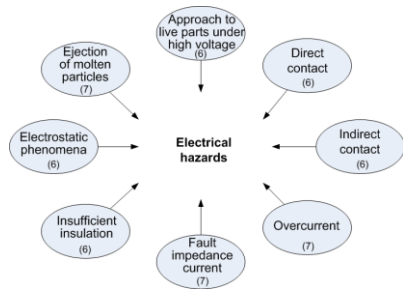 Approach to
live parts under
high voltage
(6)
Ejection
of molten
particles
(7)
Direct
contact
(6)
Electrostatic
phenomena
(6)
Electrical
hazards
Indirect
contact
(6)
Insufficient
insulation
(6)
Fault
impedance
current
(7)
Overcurrent
(7)